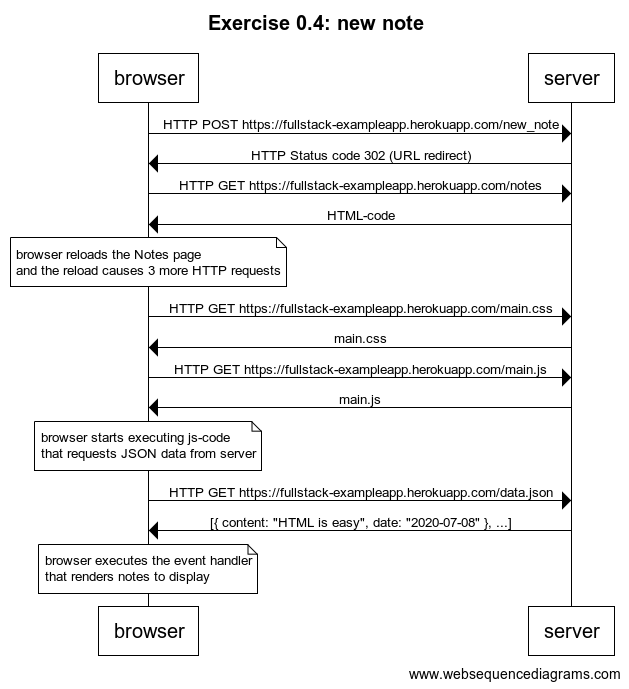 Exercise 0.4: new note
browser
server
HTTP POST https://fullstack-exampleapp.herokuapp.com/new_note
HTTP Status code 302 (URL redirect)
HTTP GET https://fullstack-exampleapp.herokuapp.com/notes
HTML-code
browser reloads the Notes page
and the reload causes 3 more HTTP requests
HTTP GET https://fullstack-exampleapp.herokuapp.com/main.css
main.css
HTTP GET https://fullstack-exampleapp.herokuapp.com/main.js
main.js
browser starts executing js-code
that requests JSON data from server
HTTP GET https://fullstack-exampleapp.herokuapp.com/data.json
[{ content: "HTML is easy", date: "2020-07-08" }, ...]
browser executes the event handler
that renders notes to display
browser
server
www.websequencediagrams.com